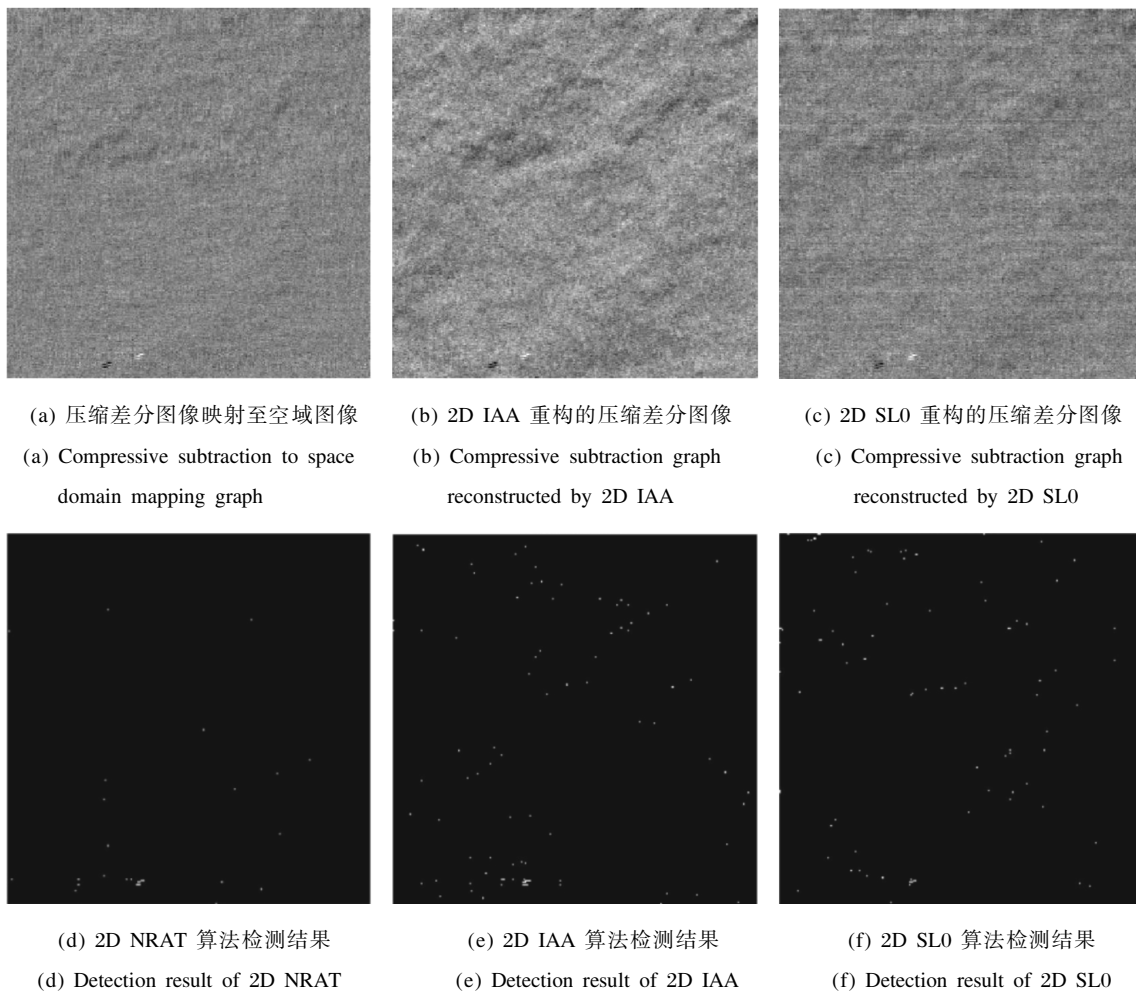 (a) 压缩差分图像映射至空域图像
(a) Compressive subtraction to space
domain mapping graph
(b) 2D IAA 重构的压缩差分图像
(b) Compressive subtraction graph
reconstructed by 2D IAA
(c) 2D SL0 重构的压缩差分图像
(c) Compressive subtraction graph
reconstructed by 2D SL0
(d) 2D NRAT 算法检测结果
(d) Detection result of 2D NRAT
(e) 2D IAA 算法检测结果
(e) Detection result of 2D IAA
(f) 2D SL0 算法检测结果
(f) Detection result of 2D SL0